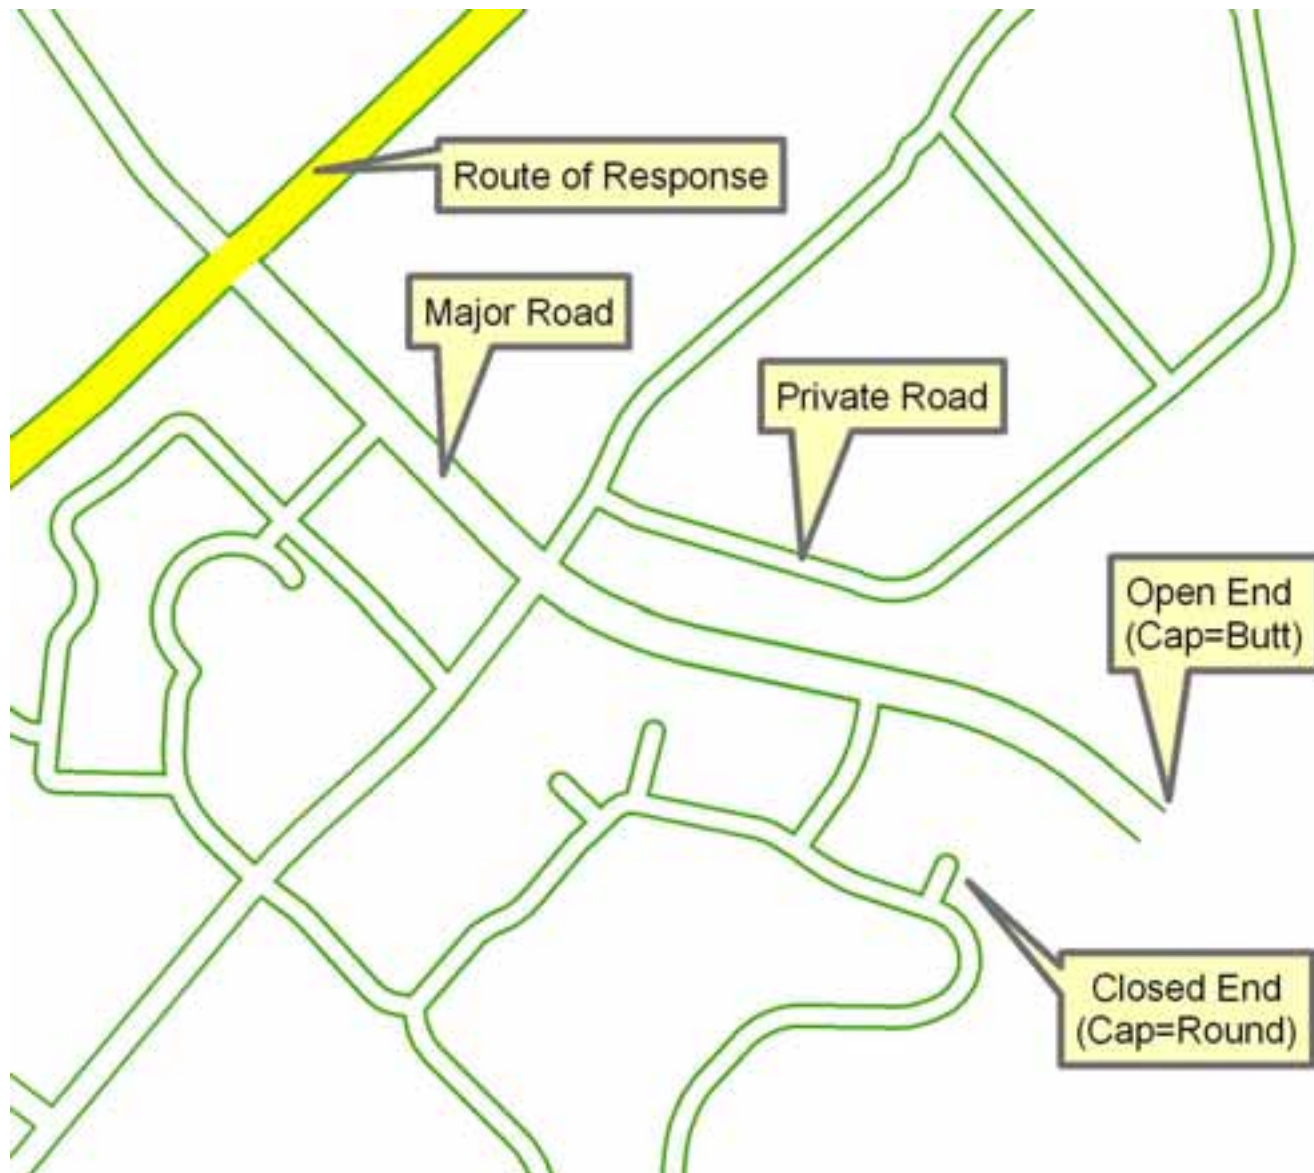 Route of Response
Major Road
Private Road
Open End
(Cap=Butt)
Closed End
(Cap=Round)